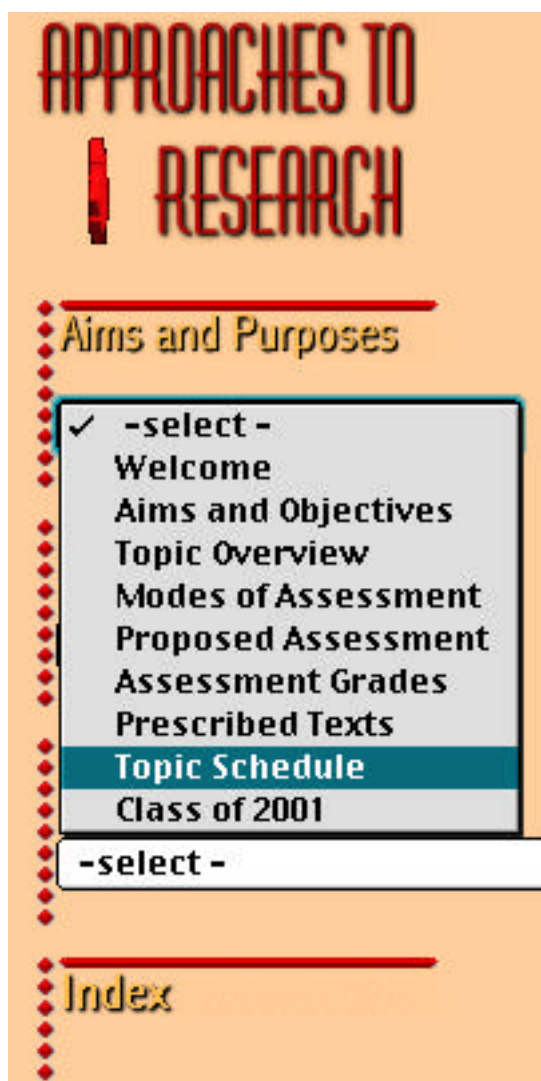 APPROACHES TO
RESEARCH
Aims and Purposes
✓ -select -
Welcome
Aims and Objectives
Topic Overview
Modes of Assessment
Proposed Assessment
Assessment Grades
Prescribed Texts
Topic Schedule
Class of 2001
-select -
Index